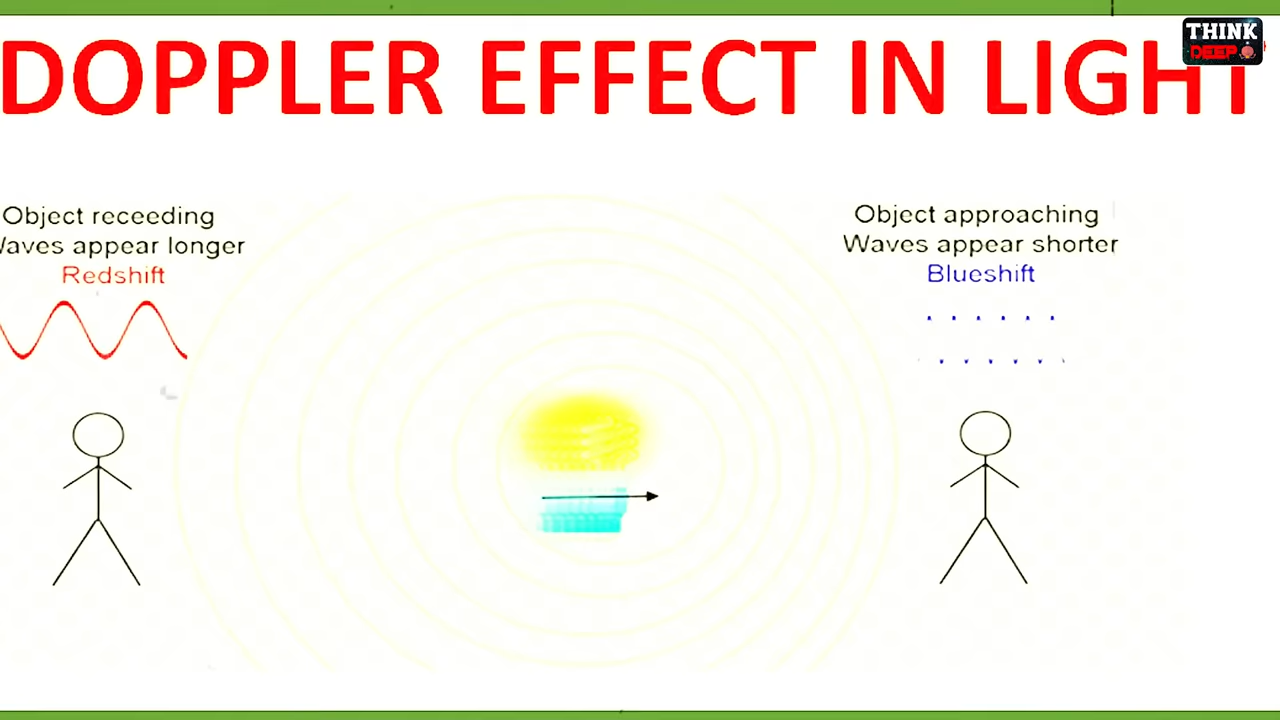 DOPPLER EFFECT IN LIGHT
THINK
DEEP
Object receeding
Waves appear longer
Redshift
Object approaching
Waves appear shorter
Blueshift